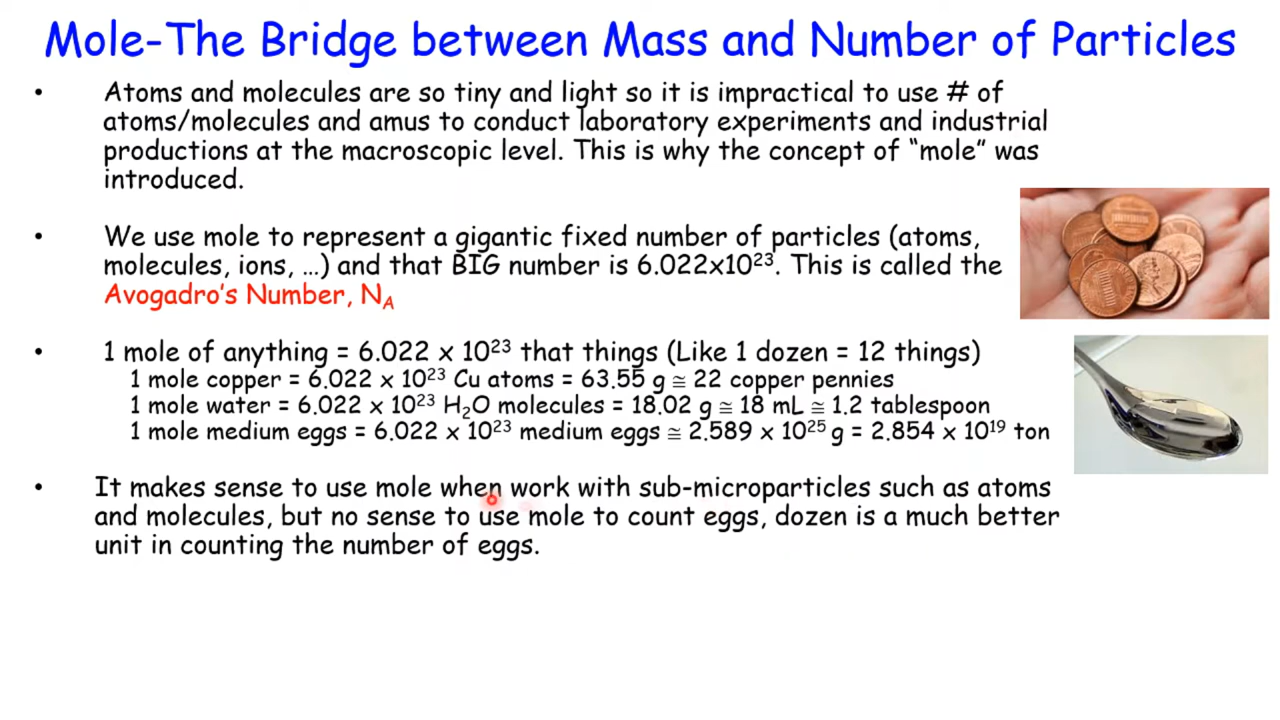 Mole-The Bridge between Mass and Number of Particles
• Atoms and molecules are so tiny and light so it is impractical to use # of
atoms/molecules and amus to conduct laboratory experiments and industrial
productions at the macroscopic level. This is why the concept of “mole” was
introduced.
• We use mole to represent a gigantic fixed number of particles (atoms,
molecules, ions, …) and that BIG number is 6.022x10²³. This is called the
Avogadro’s Number, N_A
• 1 mole of anything = 6.022 x 10²³ that things (Like 1 dozen = 12 things)
1 mole copper = 6.022 x 10²³ Cu atoms = 63.55 g ≅ 22 copper pennies
1 mole water = 6.022 x 10²³ H₂O molecules = 18.02 g ≅ 18 mL ≅ 1.2 tablespoon
1 mole medium eggs = 6.022 x 10²³ medium eggs ≅ 2.589 x 10²⁵ g = 2.854 x 10¹⁹ ton
• It makes sense to use mole when work with sub-microparticles such as atoms
and molecules, but no sense to use mole to count eggs, dozen is a much better
unit in counting the number of eggs.